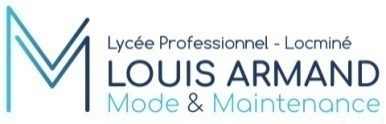 Lycée Professionnel - Locminé
LOUIS ARMAND
Mode & Maintenance